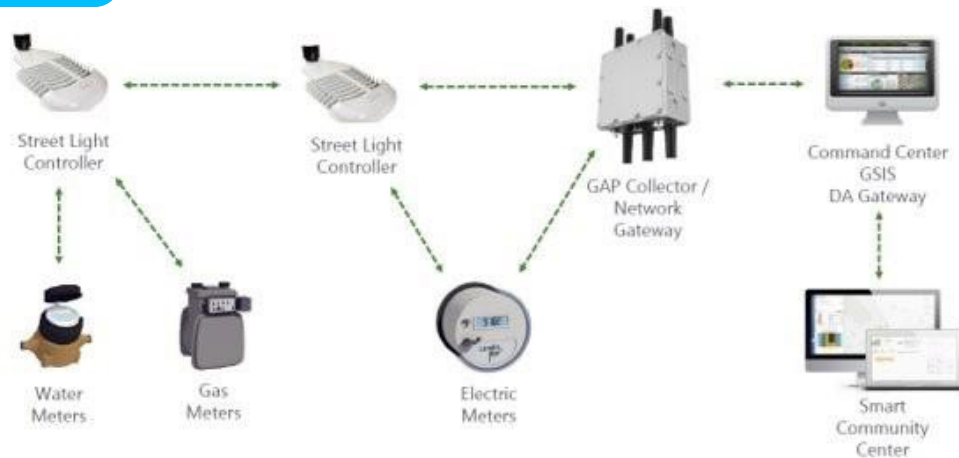 Street Light
Controller
Street Light
Controller
GAP Collector /
Network
Gateway
Command Center
GSIS
DA Gateway
Water
Meters
Gas
Meters
Electric
Meters
Smart
Community
Center